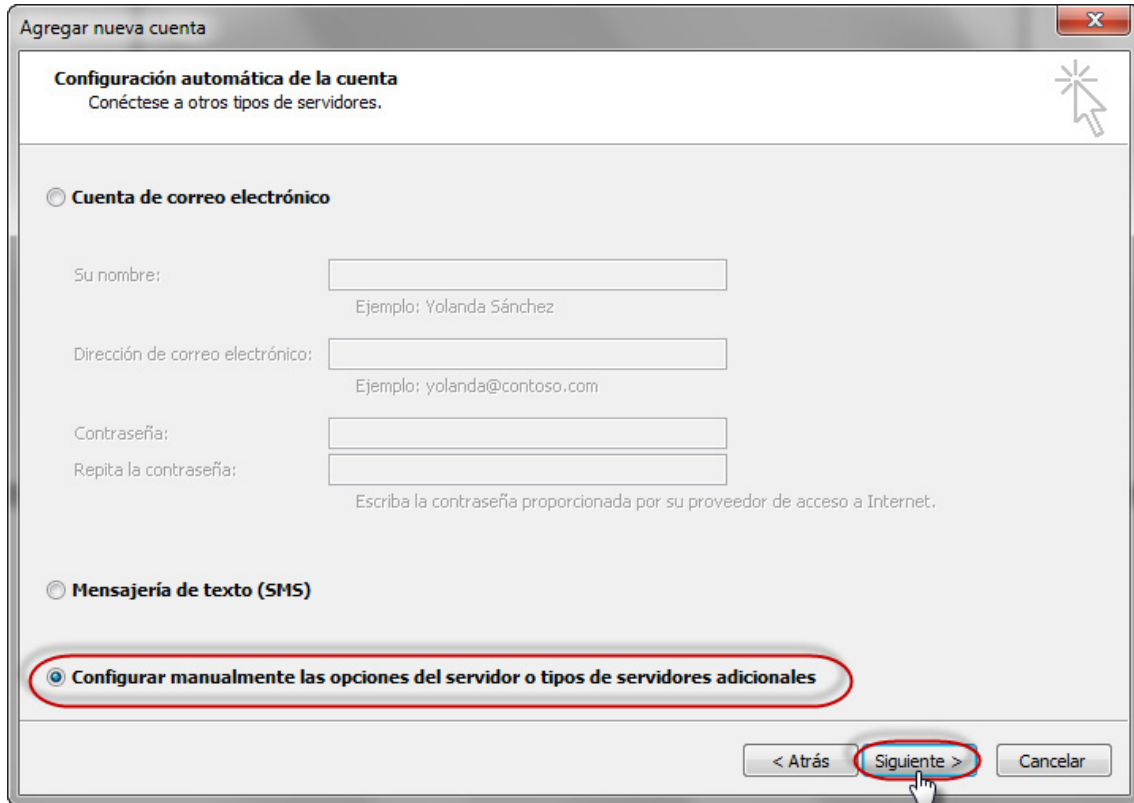 Agregar nueva cuenta
Configuración automática de la cuenta
Conéctese a otros tipos de servidores.
Cuenta de correo electrónico
Su nombre:
Ejemplo: Yolanda Sánchez
Dirección de correo electrónico:
Ejemplo: yolanda@contoso.com
Contraseña:
Repita la contraseña:
Escriba la contraseña proporcionada por su proveedor de acceso a Internet.
Mensajería de texto (SMS)
Configurar manualmente las opciones del servidor o tipos de servidores adicionales
< Atrás Siguiente > Cancelar